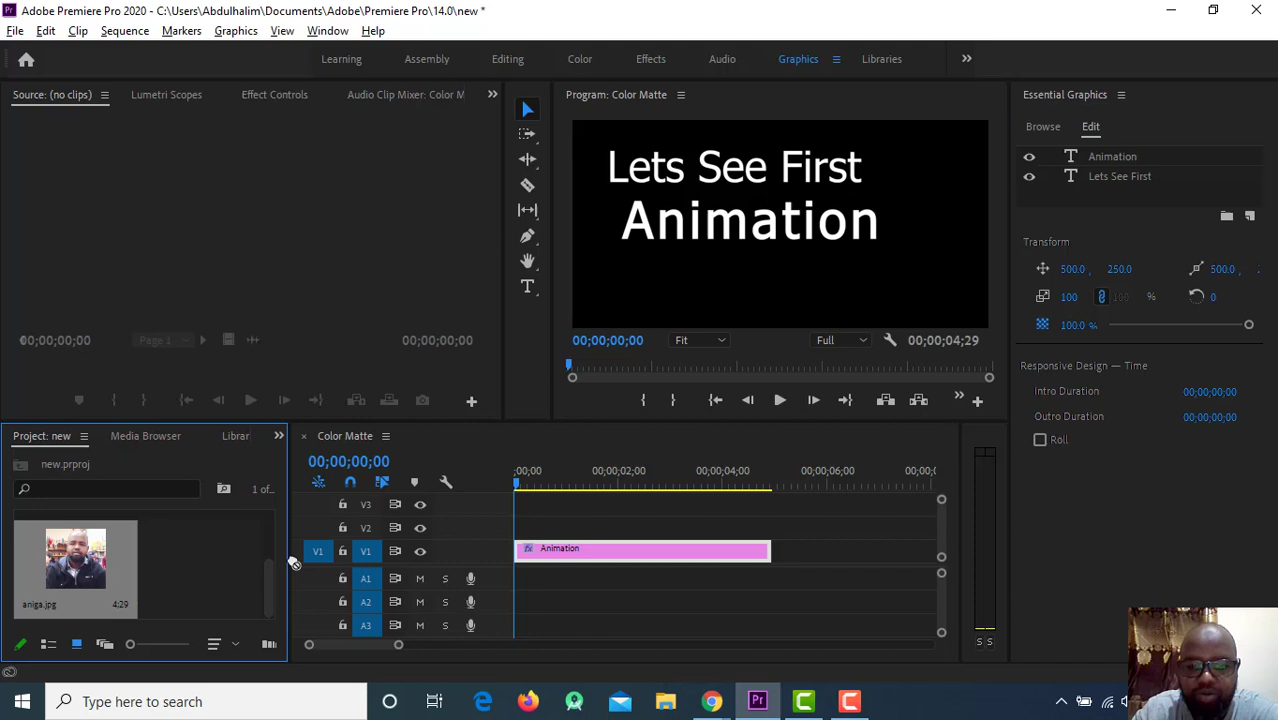 Adobe Premiere Pro 2020 - C:\Users\Abdulhalim\Documents\Adobe\Premiere Pro\14.0\new *
File Edit Clip Sequence Markers Graphics View Window Help
Learning Assembly Editing Color Effects Audio Graphics Libraries
Source: (no clips) Lumetri Scopes Effect Controls Audio Clip Mixer: Color M
Program: Color Matte
Essential Graphics
Browse Edit
Animation
Lets See First
Lets See First
Animation
Transform
500.0 , 250.0 500.0 ,
100 100 % 0
100.0 %
00;00;00;00 Page 1 00;00;00;00
00;00;00;00 Fit Full 00;00;04;29
Responsive Design — Time
Intro Duration 00;00;00;00
Outro Duration 00;00;00;00
Roll
Project: new Media Browser Librar
new.prproj
1 of...
aniga.jpg 4:29
Color Matte
00;00;00;00
;00;00 00;00;02;00 00;00;04;00 00;00;06;00 00;00;0
V3
V2
V1 V1 fx Animation
A1 M S
A2 M S
A3 M S
S S
Type here to search